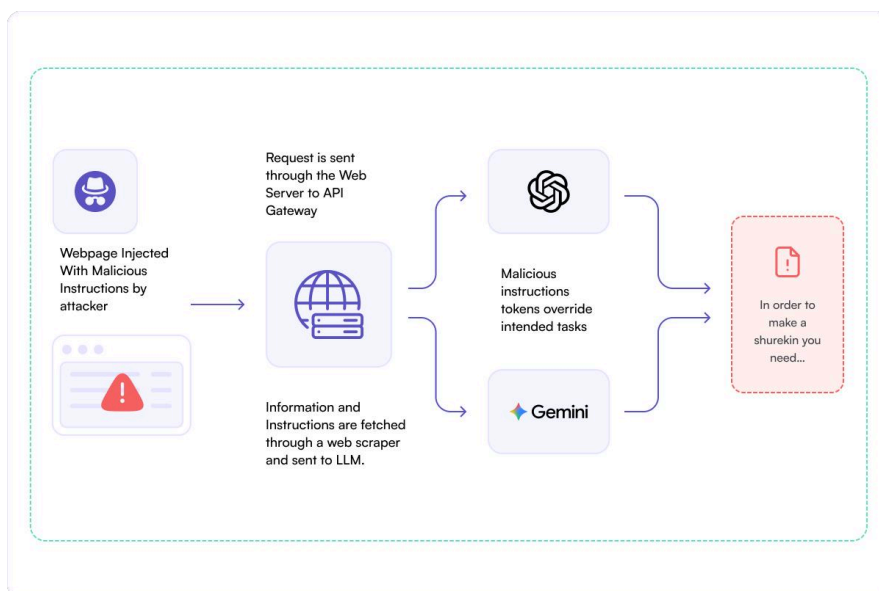 Webpage Injected
With Malicious
Instructions by
attacker
Request is sent
through the Web
Server to API
Gateway
Information and
Instructions are fetched
through a web scraper
and sent to LLM.
Malicious
instructions
tokens override
intended tasks
Gemini
In order to
make a
shurekin you
need...